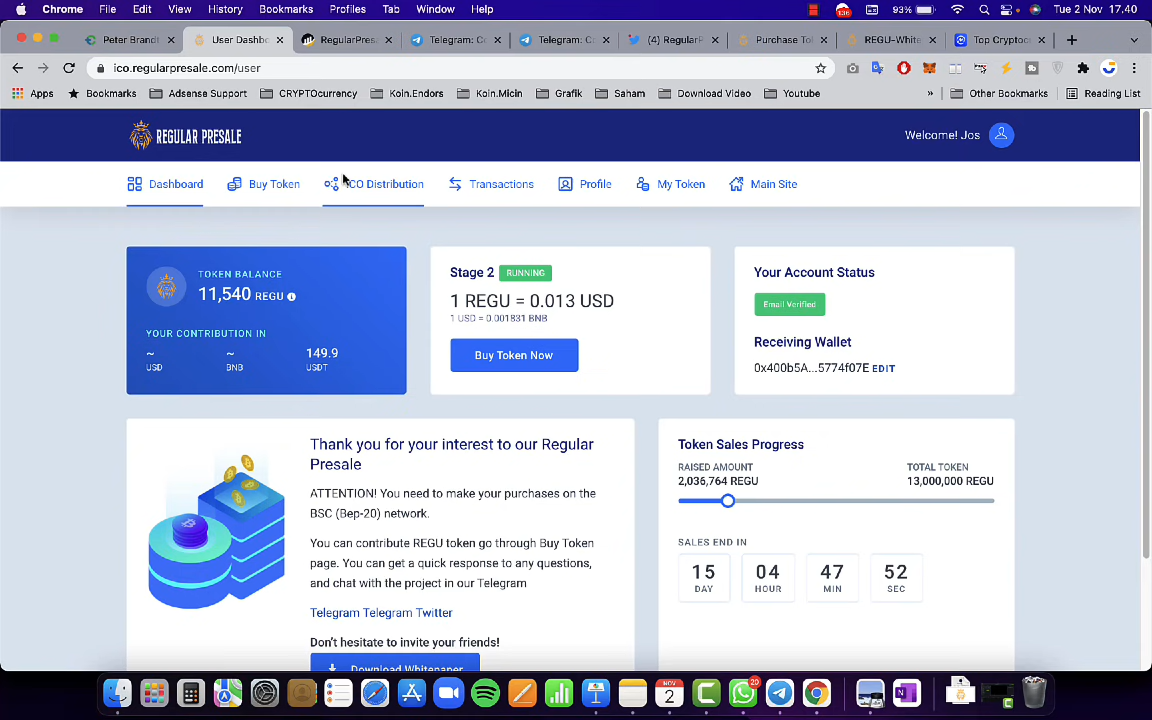 Chrome File Edit View History Bookmarks Profiles Tab Window Help 136 93% Tue 2 Nov 17.40
Peter Brandt User Dashbo RegularPres Telegram: Co Telegram: Ca (4) RegularP Purchase Tok REGU-White Top Cryptoc
ico.regularpresale.com/user
Apps Bookmarks Adsense Support CRYPTOcurrency Koin.Endors Koin.Micin Grafik Saham Download Video Youtube » Other Bookmarks Reading List
REGULAR PRESALE Welcome! Jos
Dashboard Buy Token ICO Distribution Transactions Profile My Token Main Site
TOKEN BALANCE
11,540 REGU
YOUR CONTRIBUTION IN
~ ~ 149.9
USD BNB USDT
Stage 2 RUNNING
1 REGU = 0.013 USD
1 USD = 0.001831 BNB
Buy Token Now
Your Account Status
Email Verified
Receiving Wallet
0x400b5A...5774f07E EDIT
Thank you for your interest to our Regular
Presale
ATTENTION! You need to make your purchases on the
BSC (Bep-20) network.
You can contribute REGU token go through Buy Token
page. You can get a quick response to any questions,
and chat with the project in our Telegram
Telegram Telegram Twitter
Don't hesitate to invite your friends!
Download Whitepaper
Token Sales Progress
RAISED AMOUNT TOTAL TOKEN
2,036,764 REGU 13,000,000 REGU
SALES END IN
15 04 47 52
DAY HOUR MIN SEC
NOV
2
20